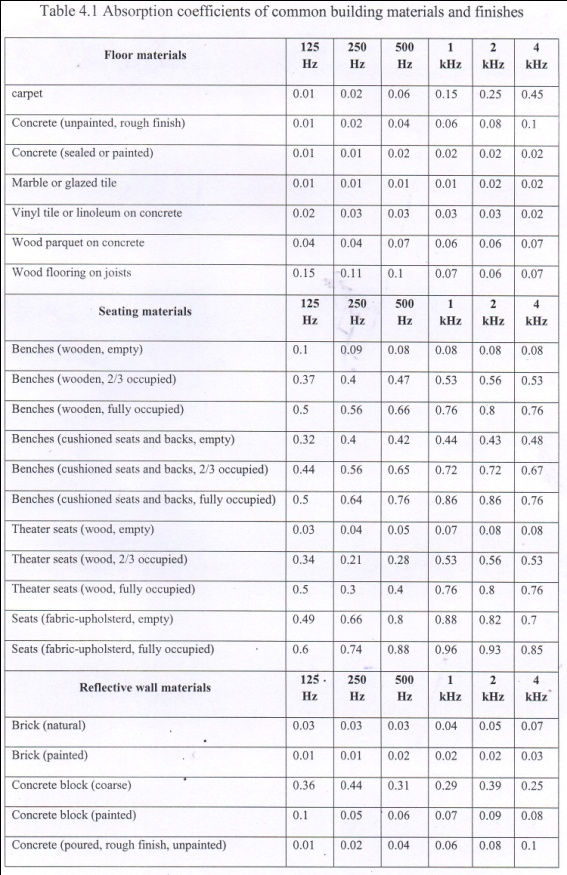 Table 4.1 Absorption coefficients of common building materials and finishes
Floor materials 125 Hz 250 Hz 500 Hz 1 kHz 2 kHz 4 kHz
carpet 0.01 0.02 0.06 0.15 0.25 0.45
Concrete (unpainted, rough finish) 0.01 0.02 0.04 0.06 0.08 0.1
Concrete (sealed or painted) 0.01 0.01 0.02 0.02 0.02 0.02
Marble or glazed tile 0.01 0.01 0.01 0.01 0.02 0.02
Vinyl tile or linoleum on concrete 0.02 0.03 0.03 0.03 0.03 0.02
Wood parquet on concrete 0.04 0.04 0.07 0.06 0.06 0.07
Wood flooring on joists 0.15 0.11 0.1 0.07 0.06 0.07
Seating materials 125 Hz 250 Hz 500 Hz 1 kHz 2 kHz 4 kHz
Benches (wooden, empty) 0.1 0.09 0.08 0.08 0.08 0.08
Benches (wooden, 2/3 occupied) 0.37 0.4 0.47 0.53 0.56 0.53
Benches (wooden, fully occupied) 0.5 0.56 0.66 0.76 0.8 0.76
Benches (cushioned seats and backs, empty) 0.32 0.4 0.42 0.44 0.43 0.48
Benches (cushioned seats and backs, 2/3 occupied) 0.44 0.56 0.65 0.72 0.72 0.67
Benches (cushioned seats and backs, fully occupied) 0.5 0.64 0.76 0.86 0.86 0.76
Theater seats (wood, empty) 0.03 0.04 0.05 0.07 0.08 0.08
Theater seats (wood, 2/3 occupied) 0.34 0.21 0.28 0.53 0.56 0.53
Theater seats (wood, fully occupied) 0.5 0.3 0.4 0.76 0.8 0.76
Seats (fabric-upholsterd, empty) 0.49 0.66 0.8 0.88 0.82 0.7
Seats (fabric-upholsterd, fully occupied) 0.6 0.74 0.88 0.96 0.93 0.85
Reflective wall materials 125 Hz 250 Hz 500 Hz 1 kHz 2 kHz 4 kHz
Brick (natural) 0.03 0.03 0.03 0.04 0.05 0.07
Brick (painted) 0.01 0.01 0.02 0.02 0.02 0.03
Concrete block (coarse) 0.36 0.44 0.31 0.29 0.39 0.25
Concrete block (painted) 0.1 0.05 0.06 0.07 0.09 0.08
Concrete (poured, rough finish, unpainted) 0.01 0.02 0.04 0.06 0.08 0.1